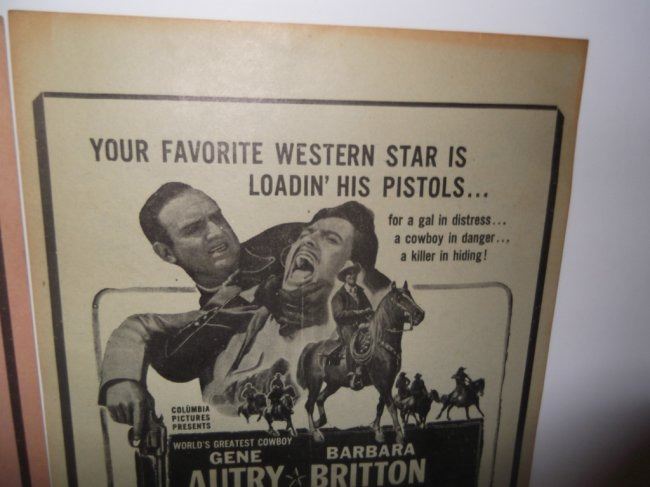 YOUR FAVORITE WESTERN STAR IS
LOADIN' HIS PISTOLS...
for a gal in distress...
a cowboy in danger...
a killer in hiding!
COLUMBIA
PICTURES
PRESENTS
WORLD'S GREATEST COWBOY
GENE BARBARA
AUTRY ☆ BRITTON